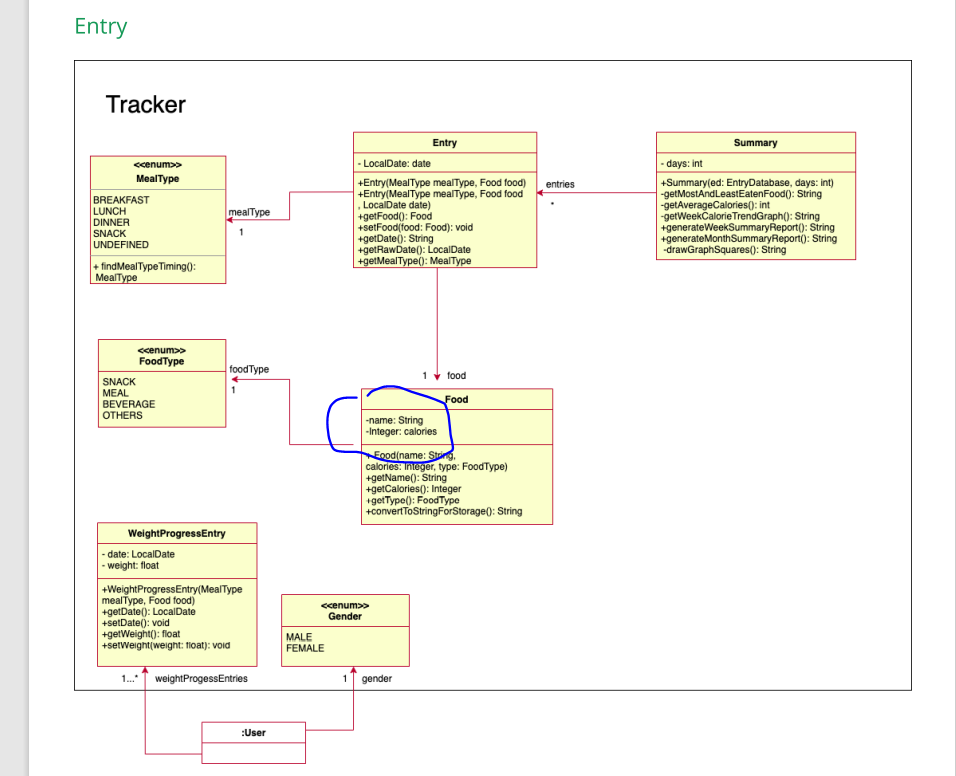 Entry
Tracker
<<enum>>
MealType
BREAKFAST
LUNCH
DINNER
SNACK
UNDEFINED
+ findMealTypeTiming():
MealType
mealType
1
Entry
- LocalDate: date
+Entry(MealType mealType, Food food)
+Entry(MealType mealType, Food food
, LocalDate date)
+getFood(): Food
+setFood(food: Food): void
+getDate(): String
+getRawDate(): LocalDate
+getMealType(): MealType
entries
*
Summary
- days: int
+Summary(ed: EntryDatabase, days: int)
-getMostAndLeastEatenFood(): String
-getAverageCalories(): int
-getWeekCalorieTrendGraph(): String
+generateWeekSummaryReport(): String
+generateMonthSummaryReport(): String
-drawGraphSquares(): String
<<enum>>
FoodType
SNACK
MEAL
BEVERAGE
OTHERS
foodType
1
1 food
Food
-name: String
-Integer: calories
+ Food(name: String,
calories: Integer, type: FoodType)
+getName(): String
+getCalories(): Integer
+getType(): FoodType
+convertToStringForStorage(): String
WeightProgressEntry
- date: LocalDate
- weight: float
+WeightProgressEntry(MealType
mealType, Food food)
+getDate(): LocalDate
+setDate(): void
+getWeight(): float
+setWeight(weight: float): void
<<enum>>
Gender
MALE
FEMALE
1...* weightProgessEntries
1 gender
:User